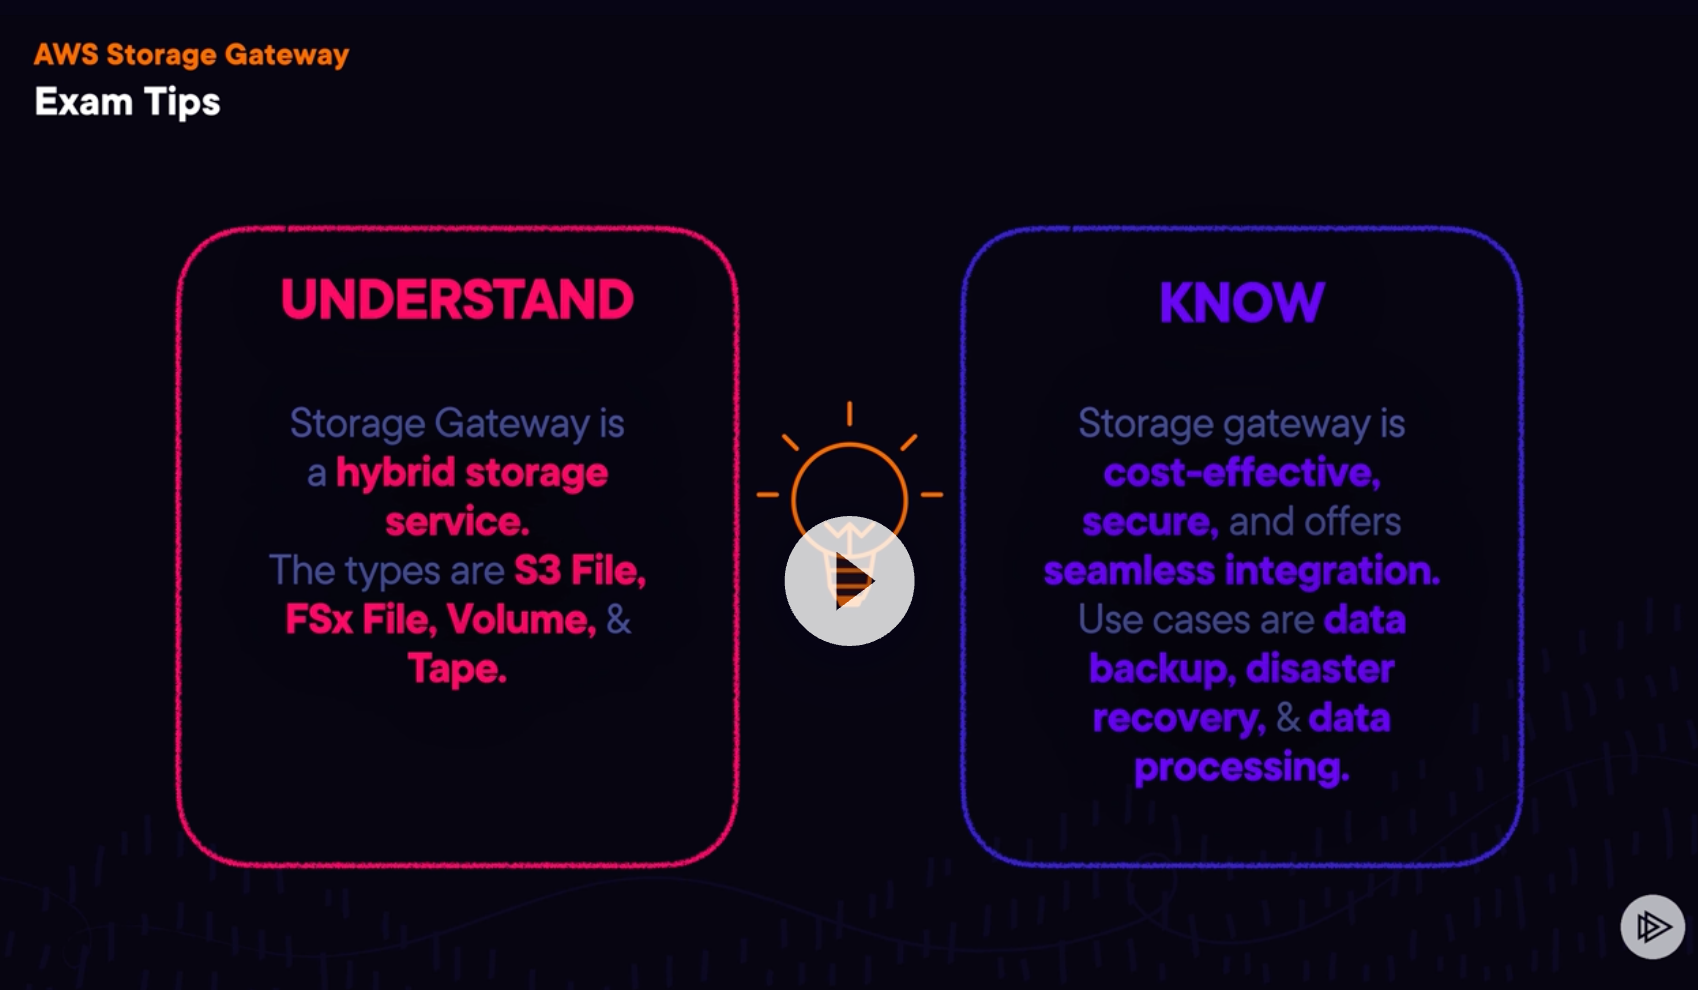 AWS Storage Gateway
Exam Tips
UNDERSTAND
Storage Gateway is
a hybrid storage
service.
The types are S3 File,
FSx File, Volume, &
Tape.
KNOW
Storage gateway is
cost-effective,
secure, and offers
seamless integration.
Use cases are data
backup, disaster
recovery, & data
processing.